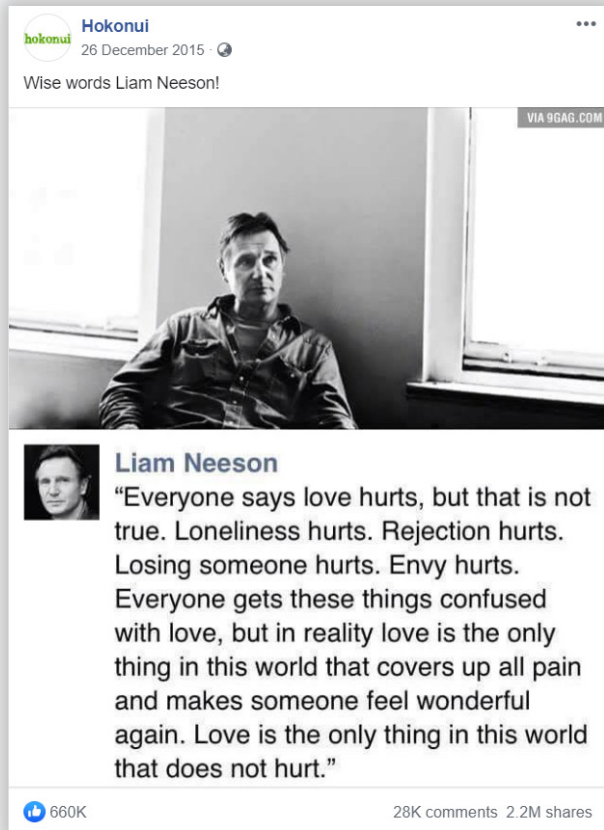 hokonui
Hokonui
26 December 2015 ·
Wise words Liam Neeson!
VIA 9GAG.COM
Liam Neeson
“Everyone says love hurts, but that is not
true. Loneliness hurts. Rejection hurts.
Losing someone hurts. Envy hurts.
Everyone gets these things confused
with love, but in reality love is the only
thing in this world that covers up all pain
and makes someone feel wonderful
again. Love is the only thing in this world
that does not hurt.”
660K
28K comments 2.2M shares